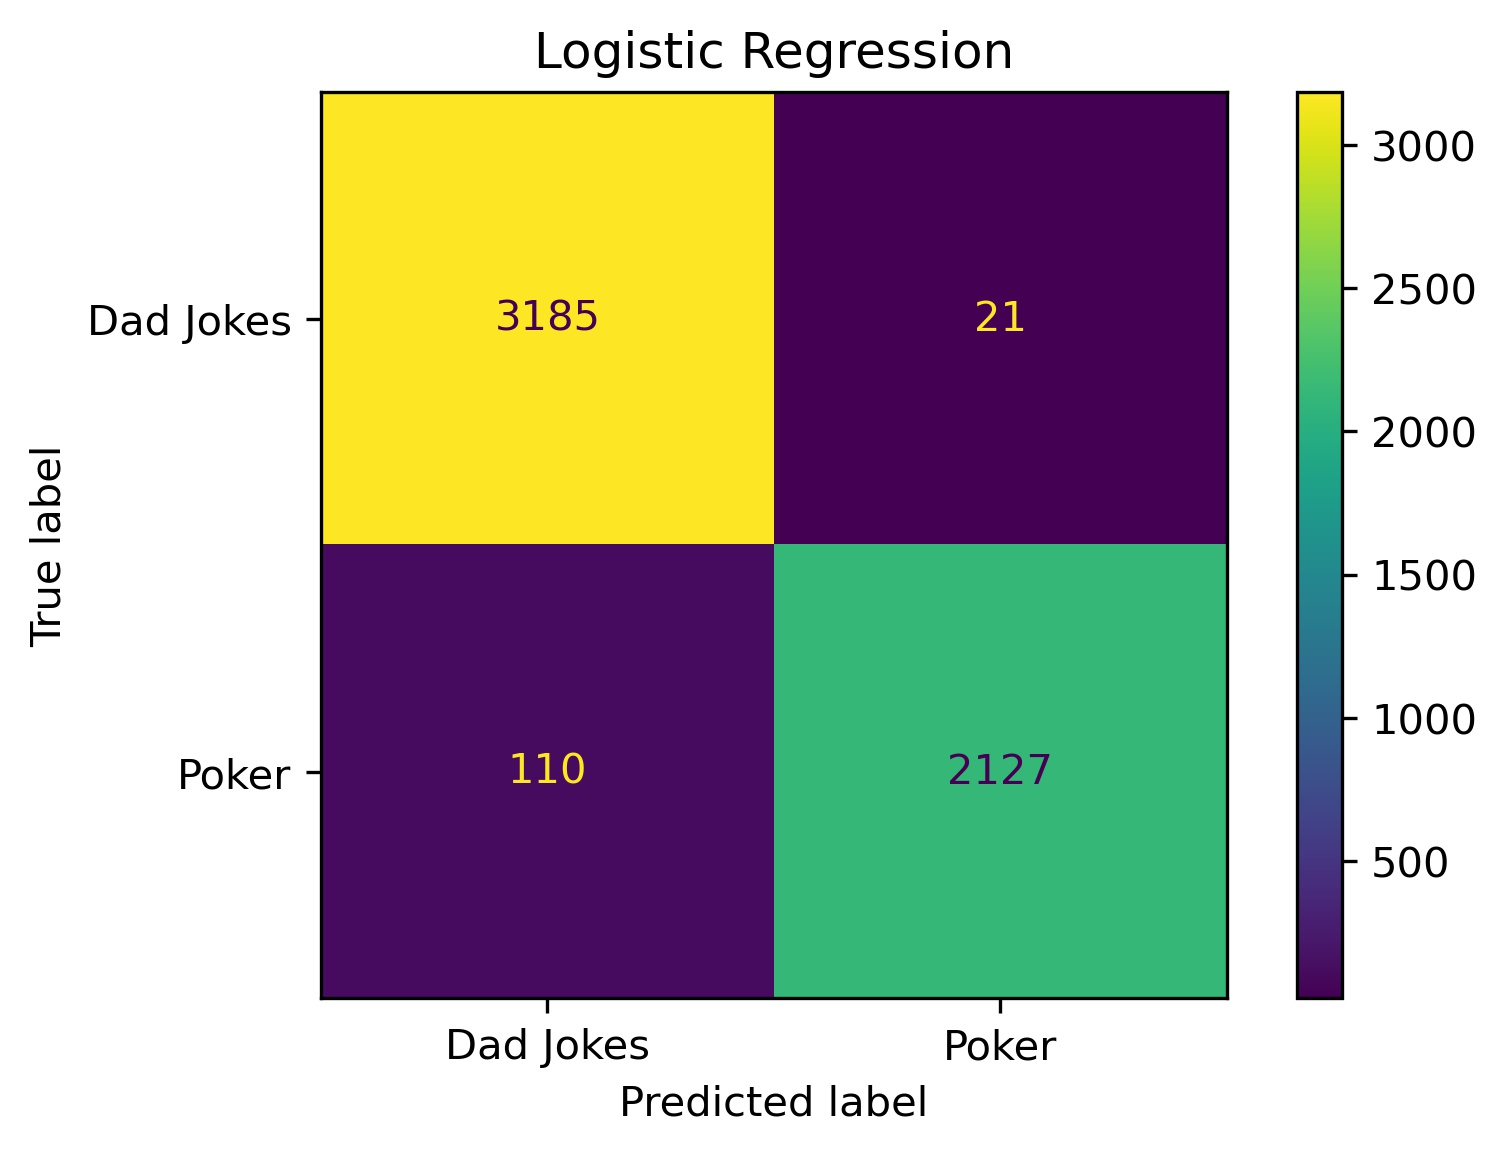 Logistic Regression
True label
Dad Jokes
Poker
3185
21
110
2127
Dad Jokes
Poker
Predicted label
3000
2500
2000
1500
1000
500